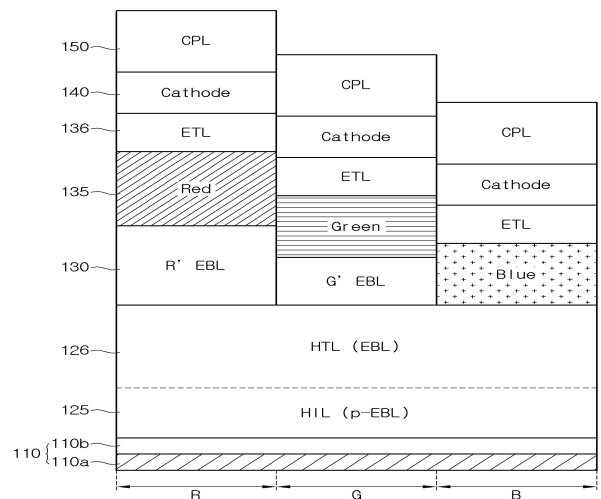 150
CPL
140
Cathode
CPL
136
ETL
Cathode
CPL
135
Red
ETL
Cathode
Green
ETL
130
R' EBL
G' EBL
Blue
126
HTL (EBL)
125
HIL (p-EBL)
110
110b
110a
R
G
B